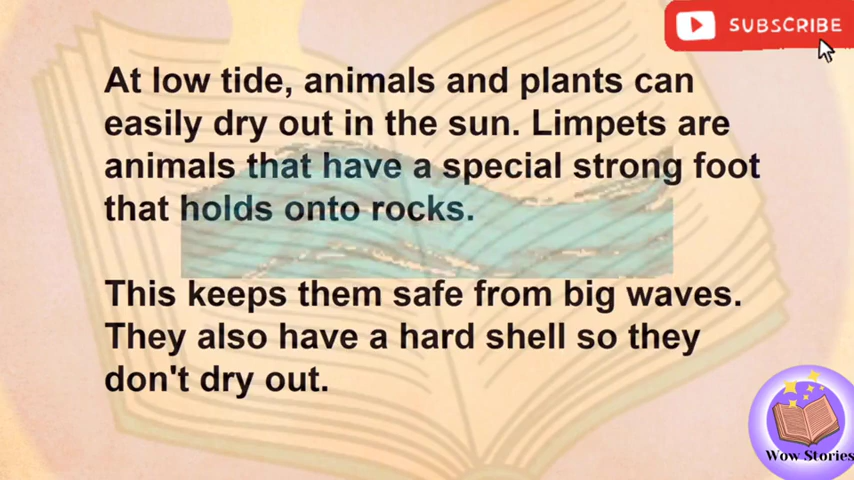 SUBSCRIBE
At low tide, animals and plants can
easily dry out in the sun. Limpets are
animals that have a special strong foot
that holds onto rocks.
This keeps them safe from big waves.
They also have a hard shell so they
don't dry out.
Wow Stories